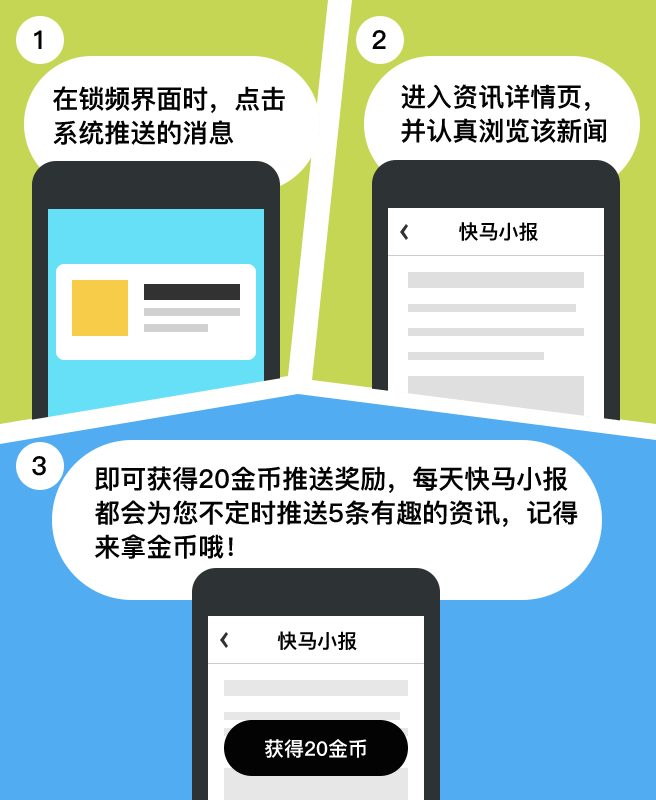 1
在锁频界面时，点击
系统推送的消息
2
进入资讯详情页，
并认真浏览该新闻
快马小报
3
即可获得20金币推送奖励，每天快马小报
都会为您不定时推送5条有趣的资讯，记得
来拿金币哦！
快马小报
获得20金币